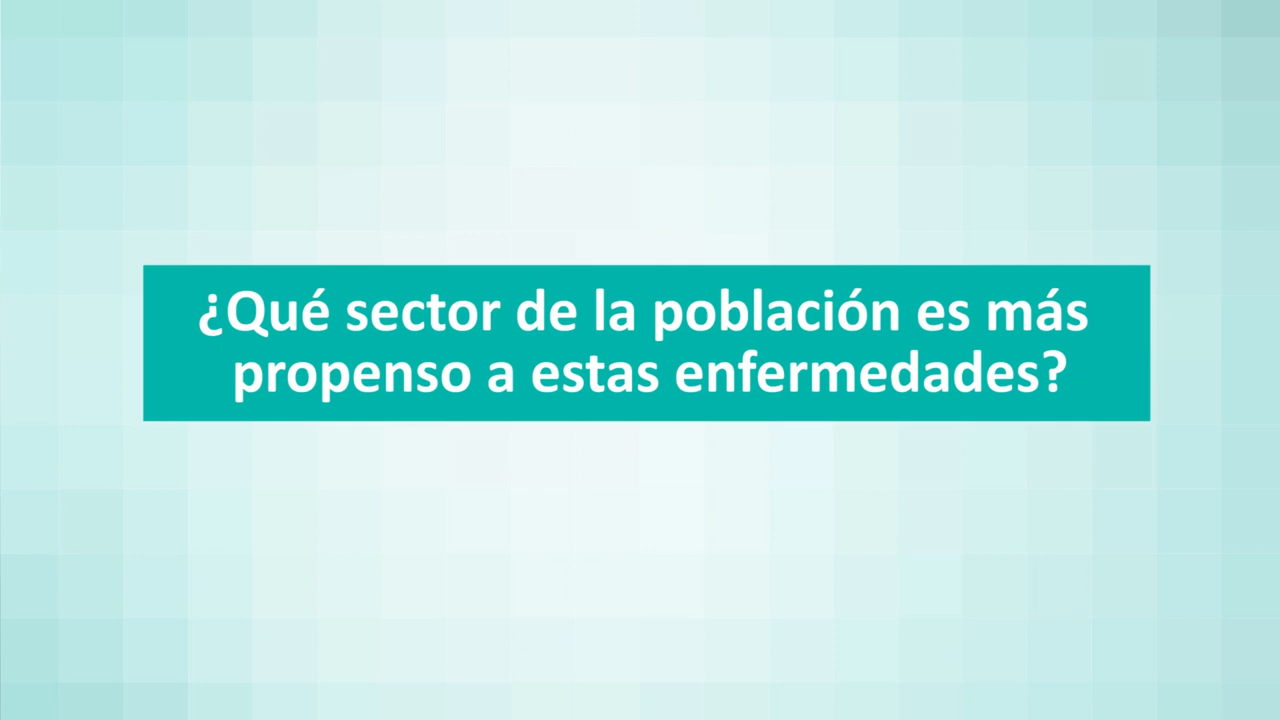 ¿Qué sector de la población es más
propenso a estas enfermedades?